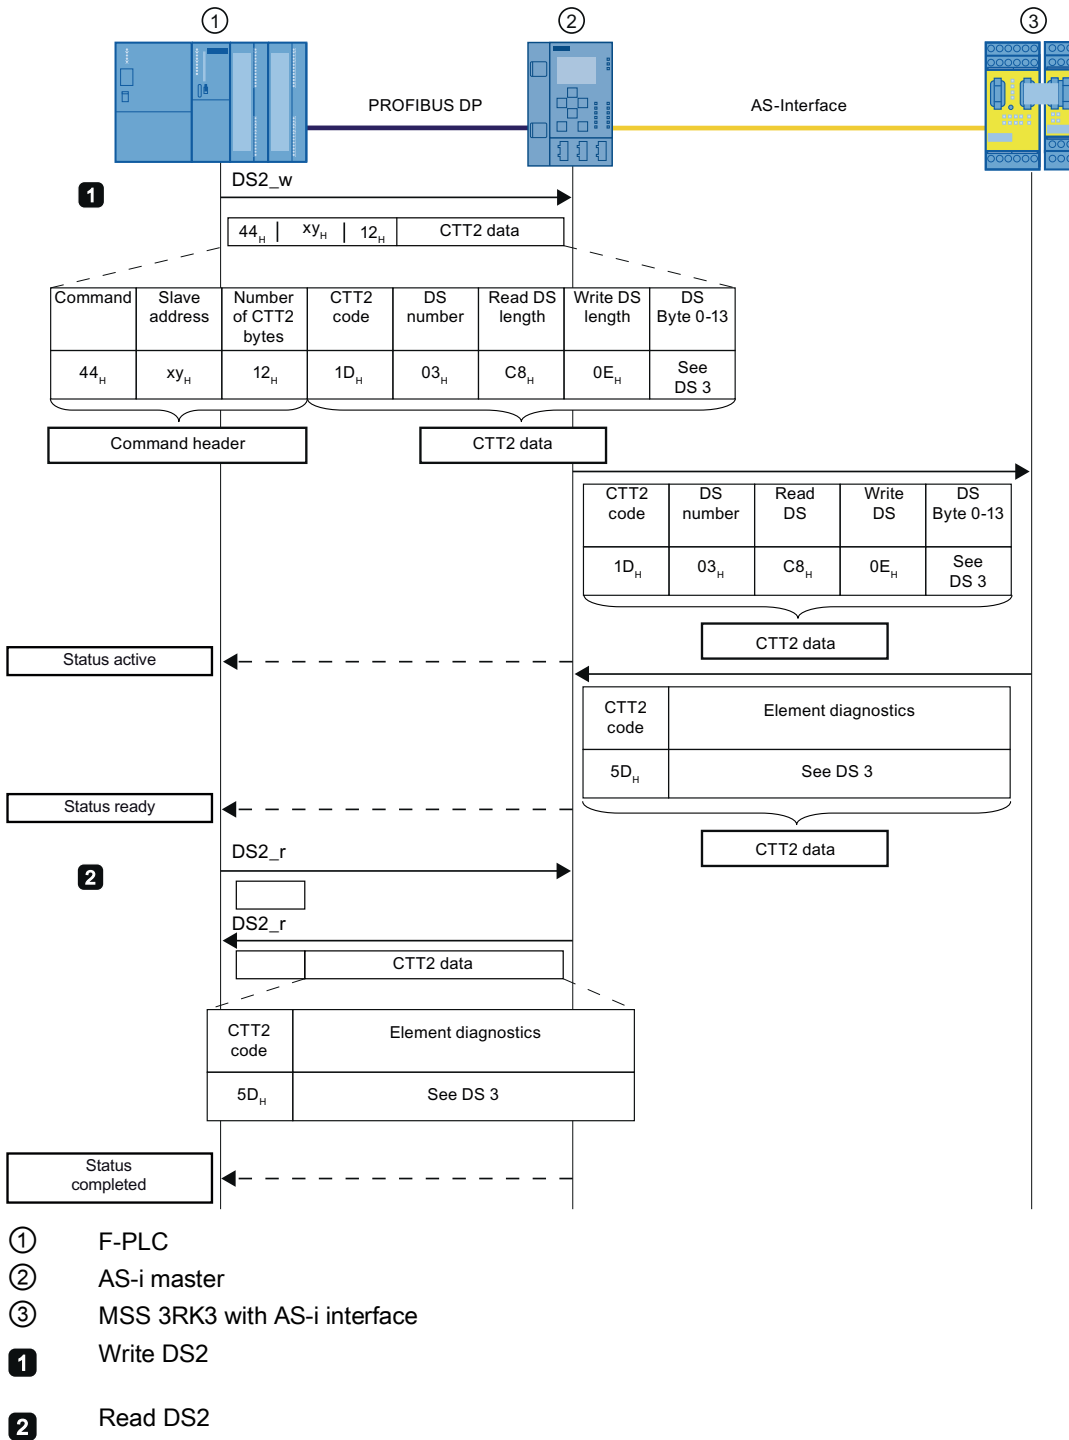 ① ② ③
PROFIBUS DP AS-Interface
1 DS2_w
44H xyH 12H CTT2 data
Command Slave Number CTT2 DS Read DS Write DS DS
address of CTT2 code number length length Byte 0-13
bytes
44H xyH 12H 1DH 03H C8H 0EH See
DS 3
Command header CTT2 data
CTT2 DS Read Write DS
code number DS DS Byte 0-13
1DH 03H C8H 0EH See
DS 3
CTT2 data
Status active
CTT2 Element diagnostics
code
5DH See DS 3
Status ready
CTT2 data
2 DS2_r
DS2_r
CTT2 data
CTT2 Element diagnostics
code
5DH See DS 3
Status
completed
① F-PLC
② AS-i master
③ MSS 3RK3 with AS-i interface
1 Write DS2
2 Read DS2